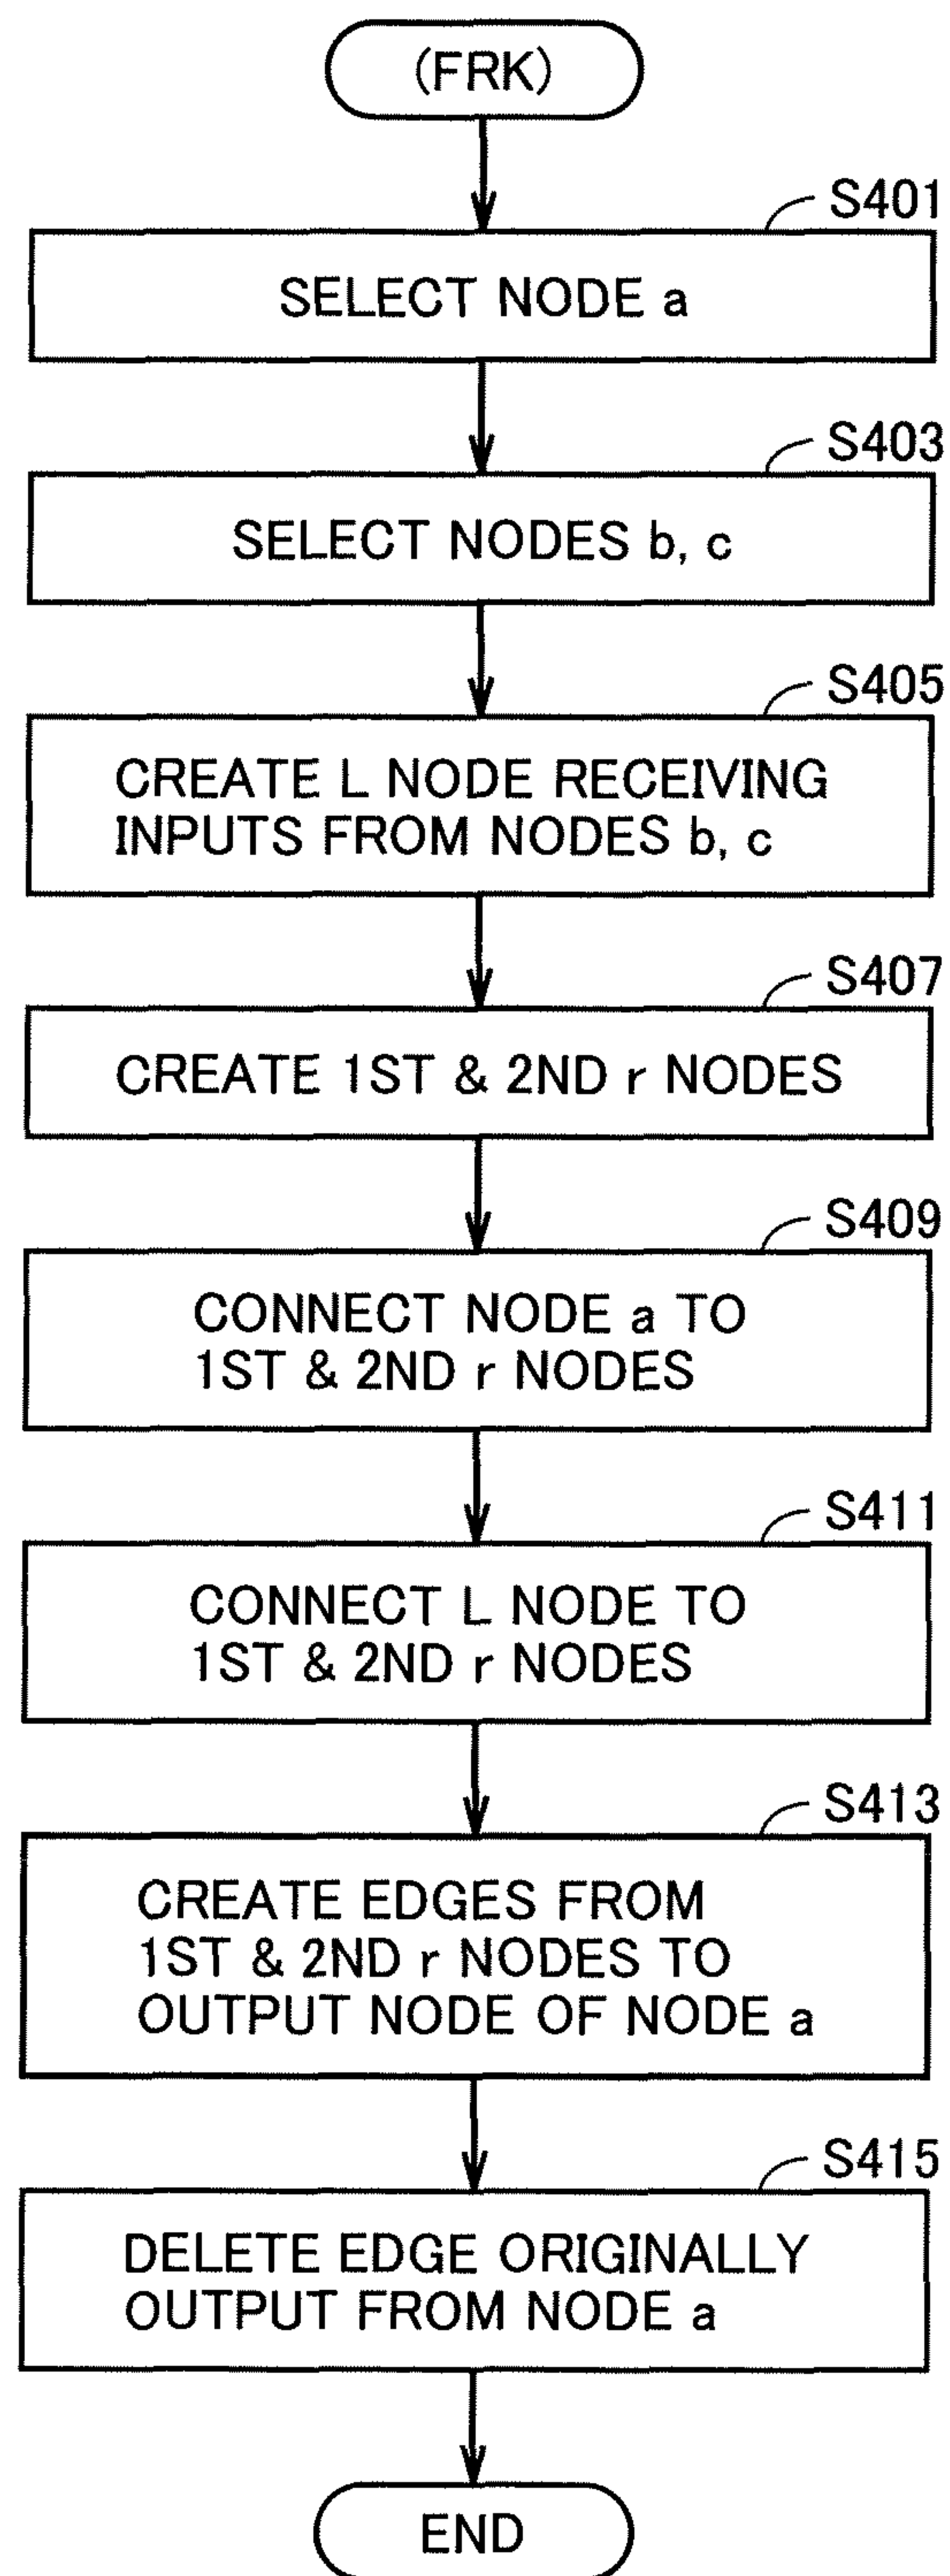 (FRK)
S401
SELECT NODE a
S403
SELECT NODES b, c
S405
CREATE L NODE RECEIVING
INPUTS FROM NODES b, c
S407
CREATE 1ST & 2ND r NODES
S409
CONNECT NODE a TO
1ST & 2ND r NODES
S411
CONNECT L NODE TO
1ST & 2ND r NODES
S413
CREATE EDGES FROM
1ST & 2ND r NODES TO
OUTPUT NODE OF NODE a
S415
DELETE EDGE ORIGINALLY
OUTPUT FROM NODE a
END